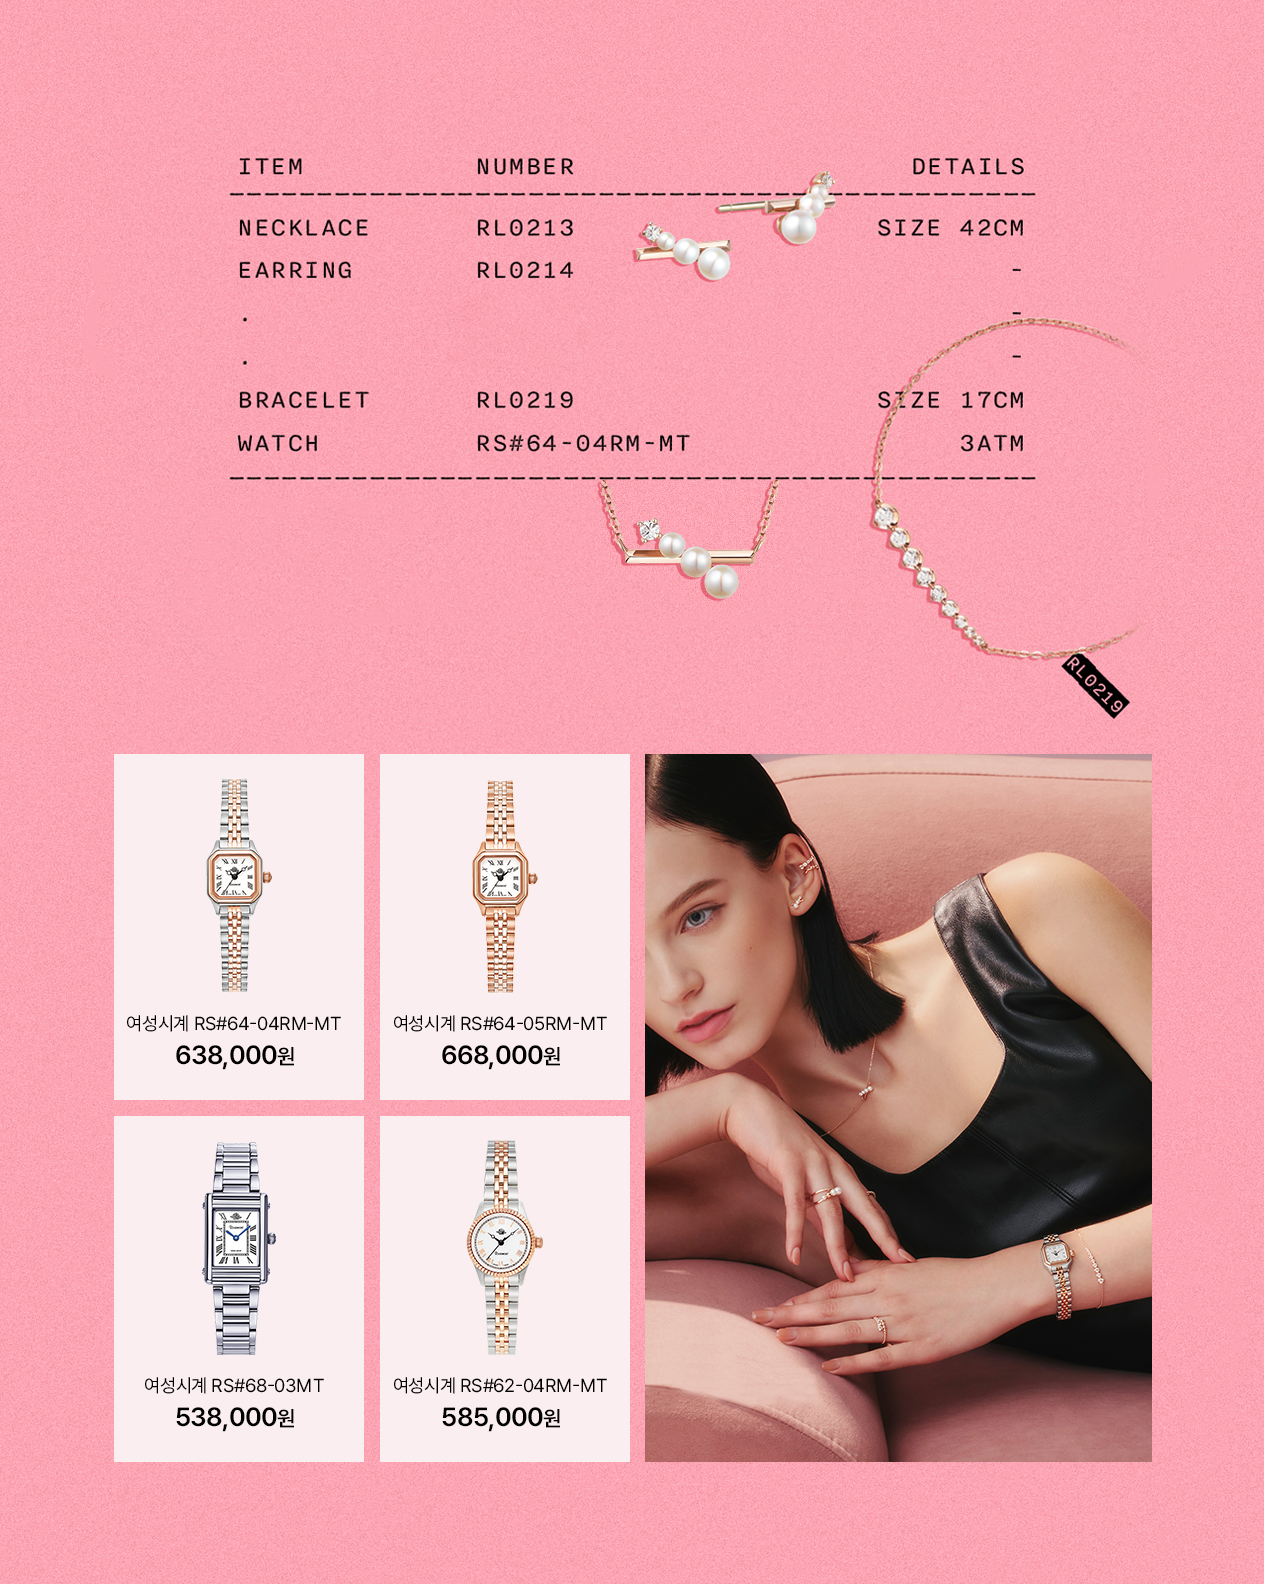 ITEM NUMBER DETAILS
NECKLACE RL0213 SIZE 42CM
EARRING RL0214 -
. -
. -
BRACELET RL0219 SIZE 17CM
WATCH RS#64-04RM-MT 3ATM
RL0219
여성시계 RS#64-04RM-MT
638,000원
여성시계 RS#64-05RM-MT
668,000원
여성시계 RS#68-03MT
538,000원
여성시계 RS#62-04RM-MT
585,000원